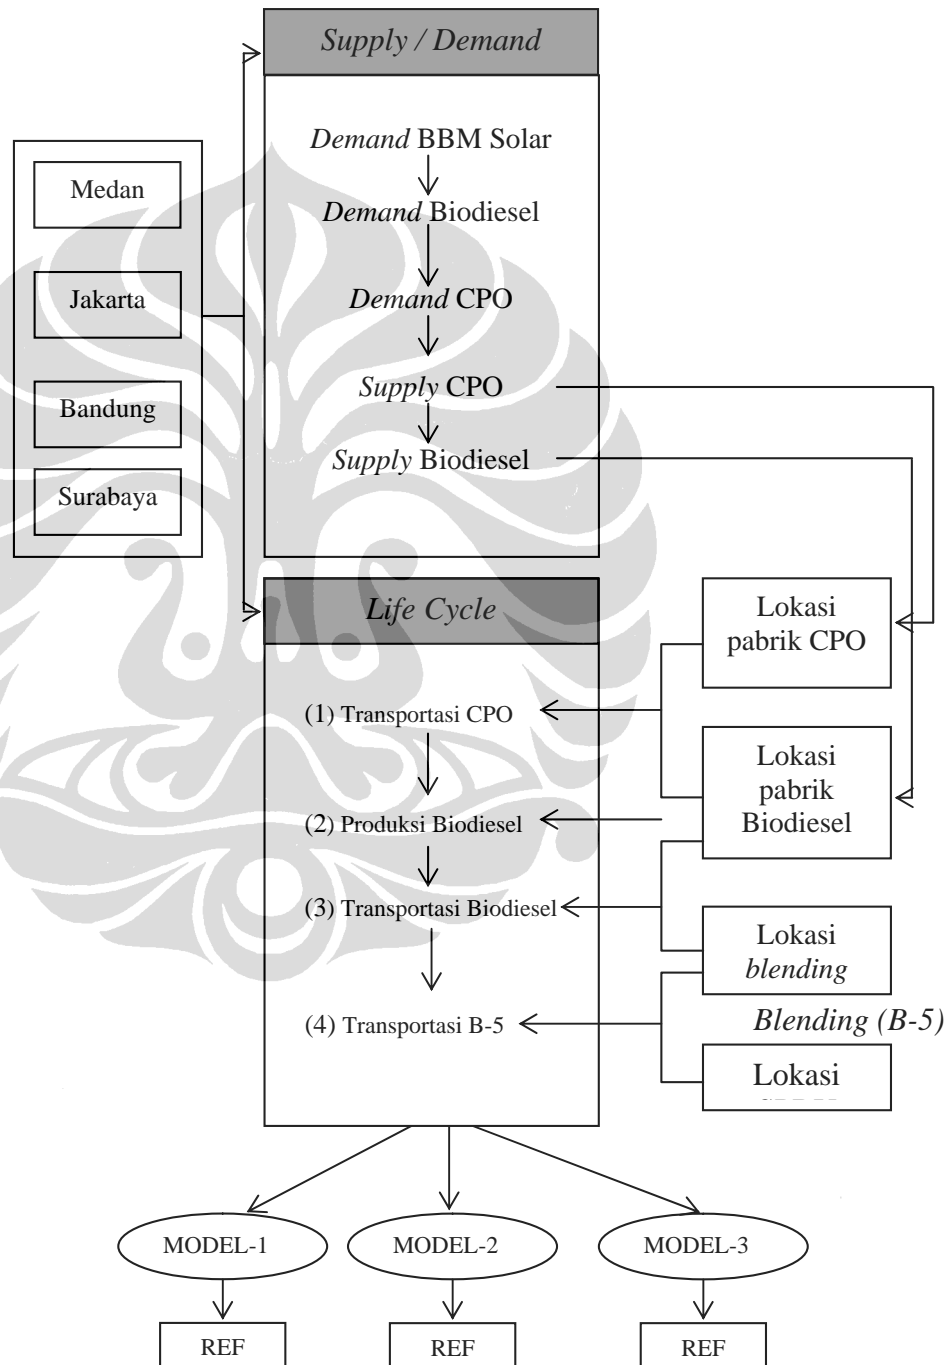 Supply / Demand
Demand BBM Solar
Demand Biodiesel
Demand CPO
Supply CPO
Supply Biodiesel
Medan
Jakarta
Bandung
Surabaya
Life Cycle
(1) Transportasi CPO
(2) Produksi Biodiesel
(3) Transportasi Biodiesel
(4) Transportasi B-5
Lokasi
pabrik CPO
Lokasi
pabrik
Biodiesel
Lokasi
blending
Blending (B-5)
Lokasi
MODEL-1
MODEL-2
MODEL-3
REF
REF
REF